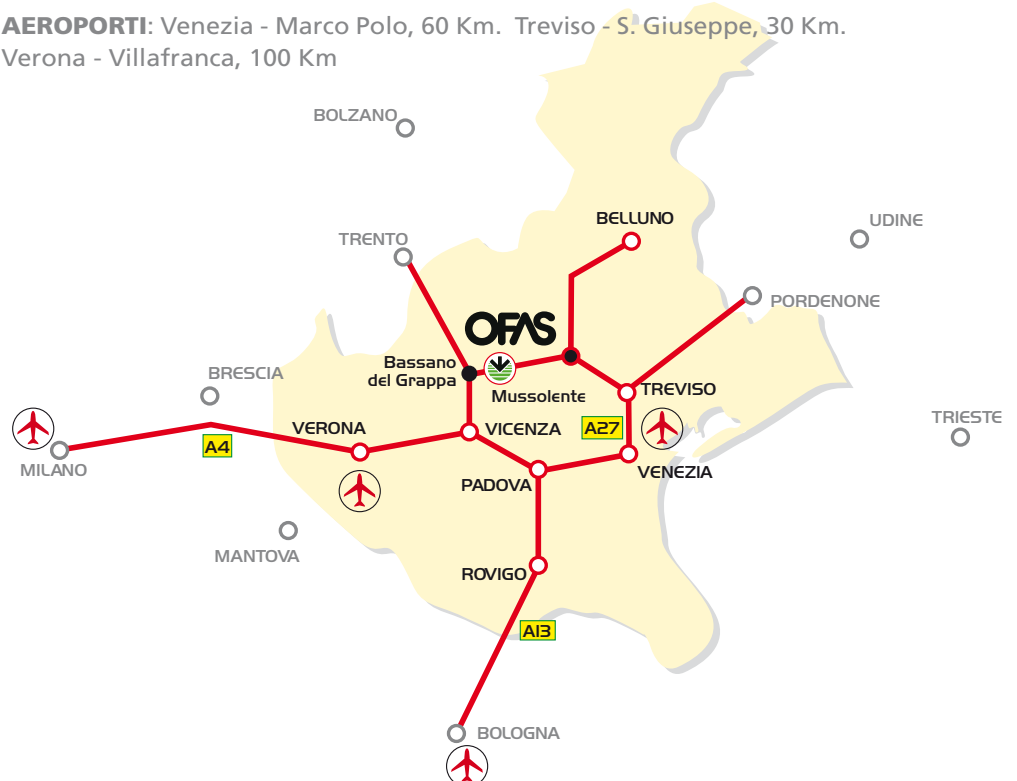 AEROPORTI: Venezia - Marco Polo, 60 Km. Treviso - S. Giuseppe, 30 Km.
Verona - Villafranca, 100 Km
BOLZANO
BELLUNO
UDINE
TRENTO
PORDENONE
OFAS
Bassano
del Grappa
BRESCIA
Mussolente
TREVISO
TRIESTE
VERONA
VICENZA
A27
A4
MILANO
PADOVA
VENEZIA
MANTOVA
ROVIGO
A13
BOLOGNA